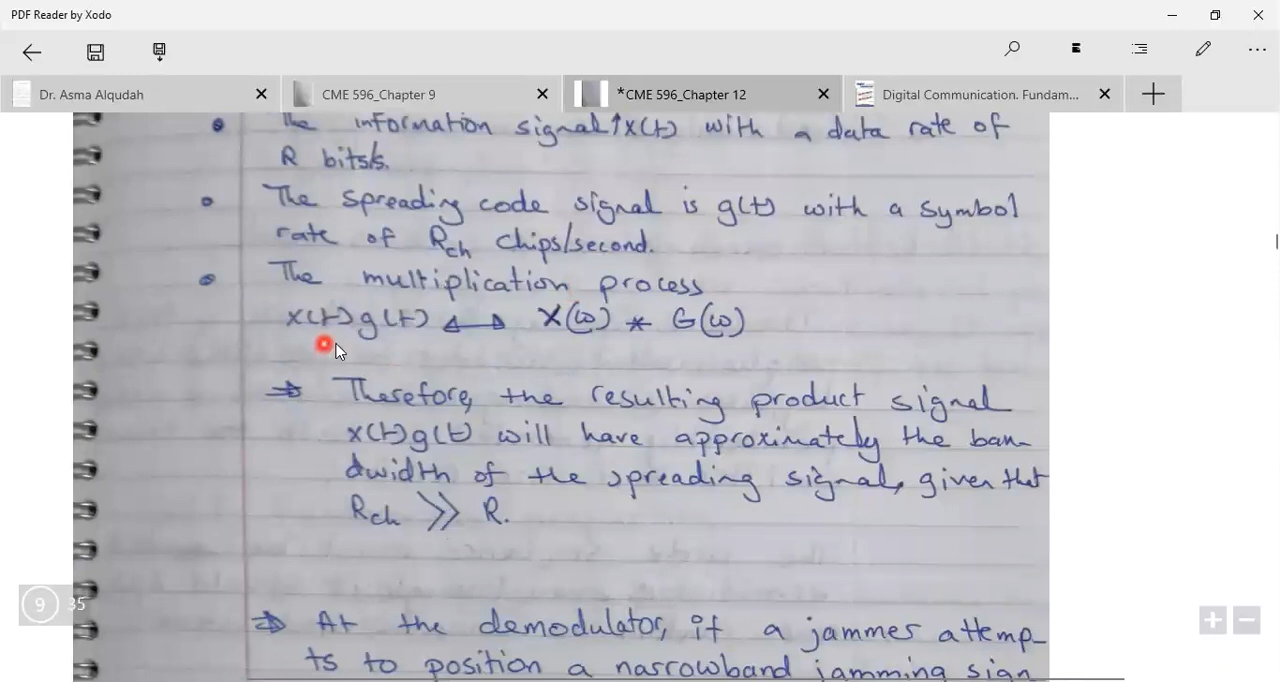 PDF Reader by Xodo
Dr. Asma Alqudah
CME 596_Chapter 9
*CME 596_Chapter 12
Digital Communication. Fundam...
The information signal x(t) with a data rate of
R bits/s.
The spreading code signal is g(t) with a symbol
rate of Rch chips/second.
The multiplication process
x(t)g(t) ↔ X(ω) * G(ω)
⇒ Therefore, the resulting product signal
x(t)g(t) will have approximately the ban-
dwidth of the spreading signal, given that
Rch >> R.
9 35
⇒ At the demodulator, if a jammer attemp-
ts to position a narrowband jamming sign